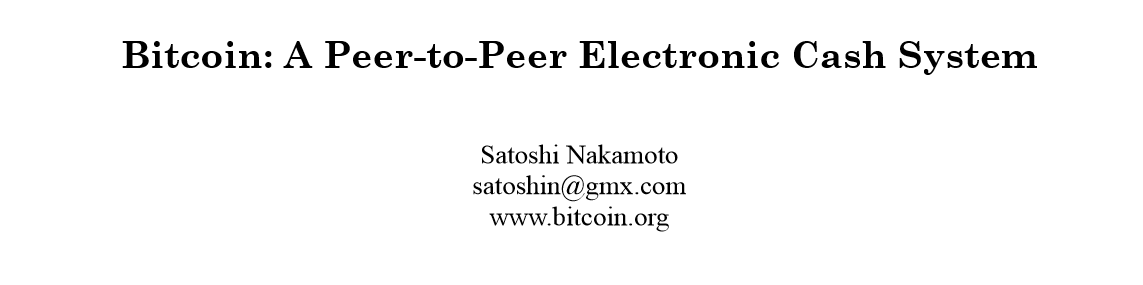 Bitcoin: A Peer-to-Peer Electronic Cash System
Satoshi Nakamoto
satoshin@gmx.com
www.bitcoin.org